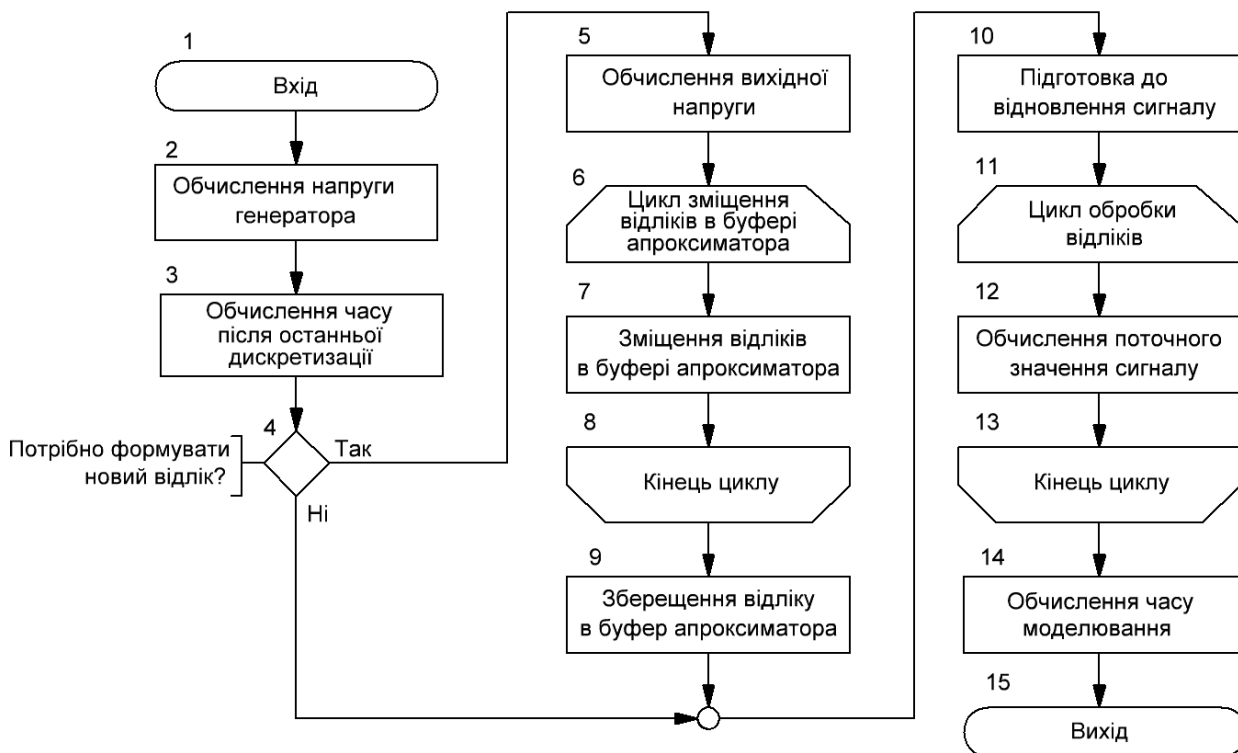 1
Вхід
2
Обчислення напруги
генератора
3
Обчислення часу
після останньої
дискретизації
4
Потрібно формувати
новий відлік?
Так
Ні
5
Обчислення вихідної
напруги
6
Цикл зміщення
відліків в буфері
апроксиматора
7
Зміщення відліків
в буфері апроксиматора
8
Кінець циклу
9
Зберещення відліку
в буфер апроксиматора
10
Підготовка до
відновлення сигналу
11
Цикл обробки
відліків
12
Обчислення поточного
значення сигналу
13
Кінець циклу
14
Обчислення часу
моделювання
15
Вихід